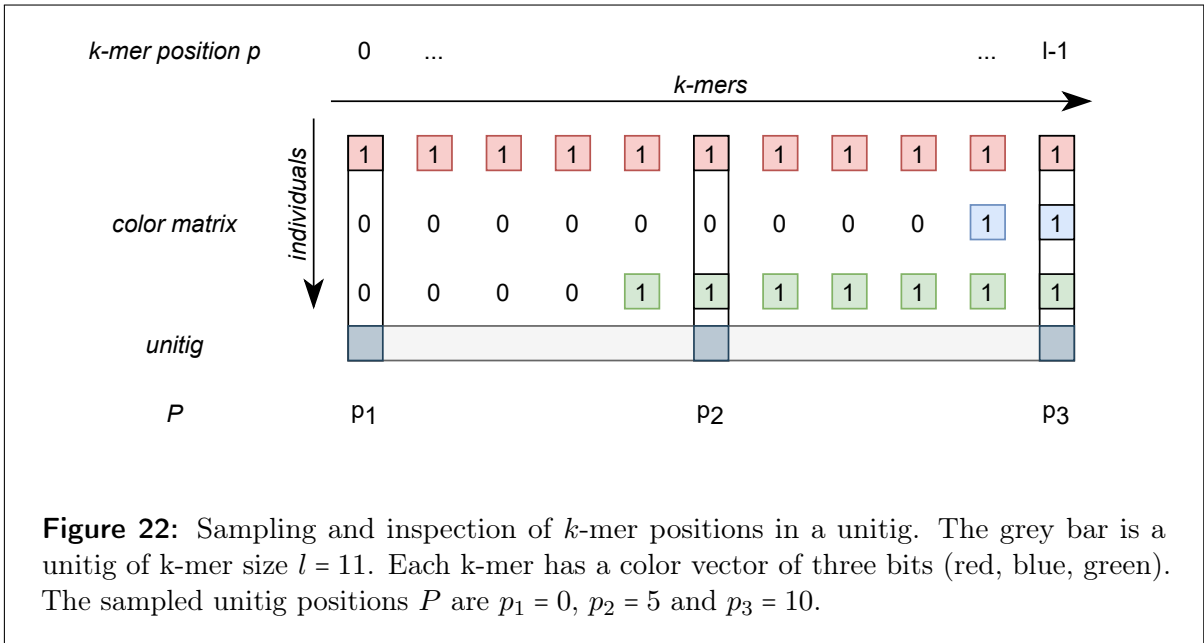 k-mer position p 0 ... ... l-1
k-mers
individuals
1 1 1 1 1 1 1 1 1 1 1
color matrix 0 0 0 0 0 0 0 0 0 1 1
0 0 0 0 1 1 1 1 1 1 1
unitig
P p1 p2 p3
Figure 22: Sampling and inspection of k-mer positions in a unitig. The grey bar is a
unitig of k-mer size l = 11. Each k-mer has a color vector of three bits (red, blue, green).
The sampled unitig positions P are p₁ = 0, p₂ = 5 and p₃ = 10.